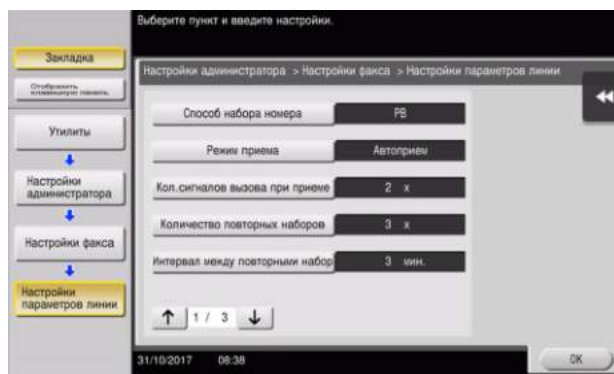 Выберите пункт и введите настройки.
Закладка
Отобразить
клавишную панель
Утилиты
Настройки
администратора
Настройки факса
Настройки
параметров линии
Настройки администратора > Настройки факса > Настройки параметров линии
Способ набора номера
PB
Режим приема
Автоприем
Кол.сигналов вызова при приеме
2 x
Количество повторных наборов
3 x
Интервал между повторными набор
3 мин.
↑ 1 / 3 ↓
31/10/2017 08:38
OK